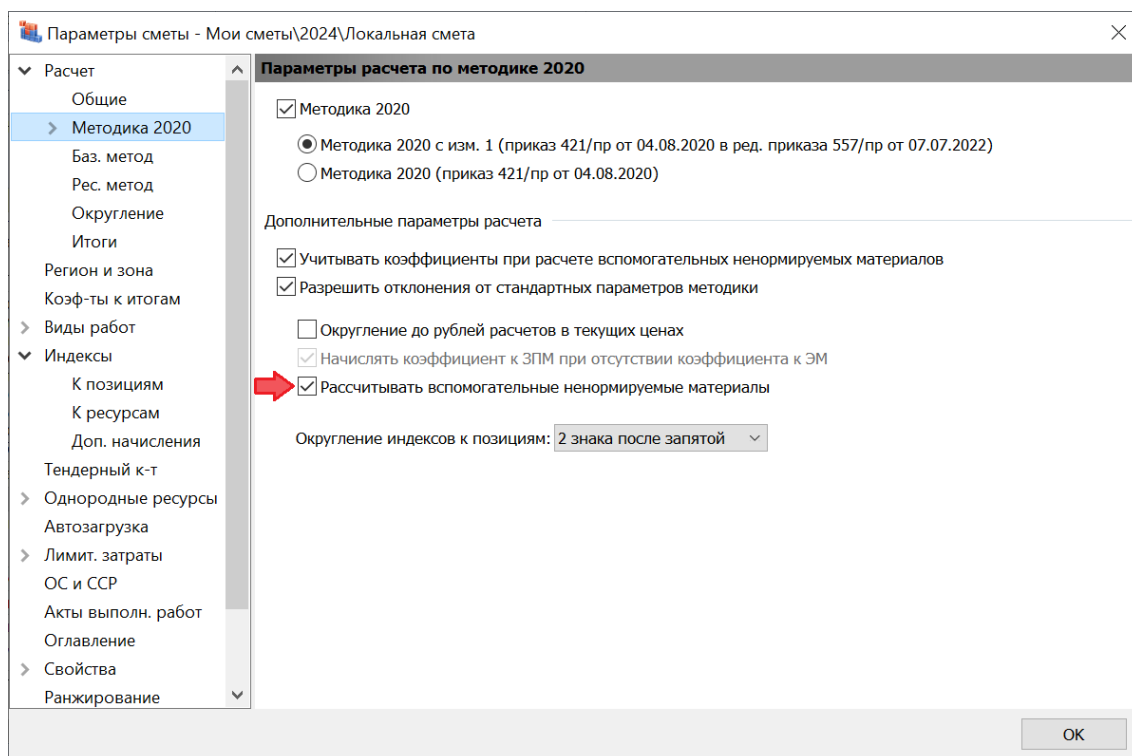 Параметры сметы - Мои сметы\2024\Локальная смета
Расчет
Общие
Методика 2020
Баз. метод
Рес. метод
Округление
Итоги
Регион и зона
Коэф-ты к итогам
Виды работ
Индексы
К позициям
К ресурсам
Доп. начисления
Тендерный к-т
Однородные ресурсы
Автозагрузка
Лимит. затраты
ОС и ССР
Акты выполн. работ
Оглавление
Свойства
Ранжирование
Параметры расчета по методике 2020
Методика 2020
Методика 2020 с изм. 1 (приказ 421/пр от 04.08.2020 в ред. приказа 557/пр от 07.07.2022)
Методика 2020 (приказ 421/пр от 04.08.2020)
Дополнительные параметры расчета
Учитывать коэффициенты при расчете вспомогательных ненормируемых материалов
Разрешить отклонения от стандартных параметров методики
Округление до рублей расчетов в текущих ценах
Начислять коэффициент к ЗПМ при отсутствии коэффициента к ЭМ
Рассчитывать вспомогательные ненормируемые материалы
Округление индексов к позициям: 2 знака после запятой
OK